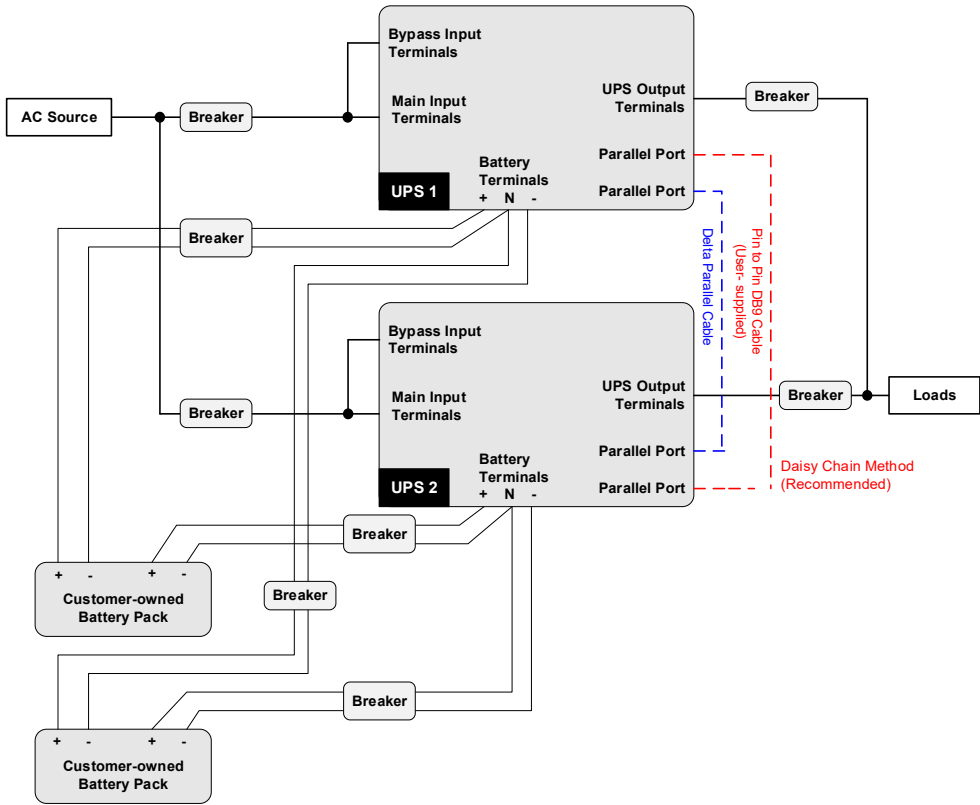 Bypass Input
Terminals
UPS Output
Terminals
Breaker
AC Source
Breaker
Main Input
Terminals
Parallel Port
Battery
Terminals
+ N -
UPS 1
Parallel Port
Breaker
Delta Parallel Cable
Pin to Pin DB9 Cable
(User- supplied)
Bypass Input
Terminals
UPS Output
Terminals
Breaker
Loads
Breaker
Main Input
Terminals
Parallel Port
Battery
Terminals
+ N -
UPS 2
Parallel Port
Daisy Chain Method
(Recommended)
Breaker
+ - + -
Customer-owned
Battery Pack
Breaker
Breaker
+ - + -
Customer-owned
Battery Pack